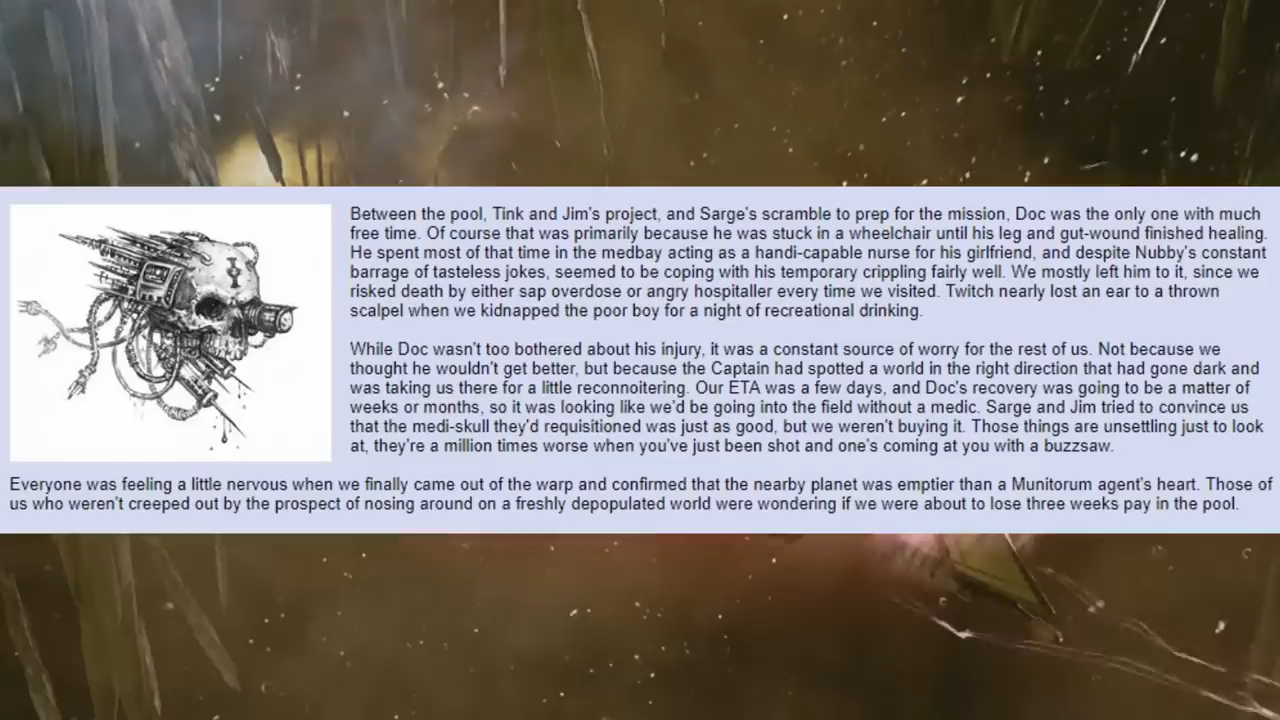 Between the pool, Tink and Jim's project, and Sarge's scramble to prep for the mission, Doc was the only one with much
free time. Of course that was primarily because he was stuck in a wheelchair until his leg and gut-wound finished healing.
He spent most of that time in the medbay acting as a handi-capable nurse for his girlfriend, and despite Nubby's constant
barrage of tasteless jokes, seemed to be coping with his temporary crippling fairly well. We mostly left him to it, since we
risked death by either sap overdose or angry hospitaller every time we visited. Twitch nearly lost an ear to a thrown
scalpel when we kidnapped the poor boy for a night of recreational drinking.
While Doc wasn't too bothered about his injury, it was a constant source of worry for the rest of us. Not because we
thought he wouldn't get better, but because the Captain had spotted a world in the right direction that had gone dark and
was taking us there for a little reconnoitering. Our ETA was a few days, and Doc's recovery was going to be a matter of
weeks or months, so it was looking like we'd be going into the field without a medic. Sarge and Jim tried to convince us
that the medi-skull they'd requisitioned was just as good, but we weren't buying it. Those things are unsettling just to look
at, they're a million times worse when you've just been shot and one's coming at you with a buzzsaw.
Everyone was feeling a little nervous when we finally came out of the warp and confirmed that the nearby planet was emptier than a Munitorum agent's heart. Those of
us who weren't creeped out by the prospect of nosing around on a freshly depopulated world were wondering if we were about to lose three weeks pay in the pool.